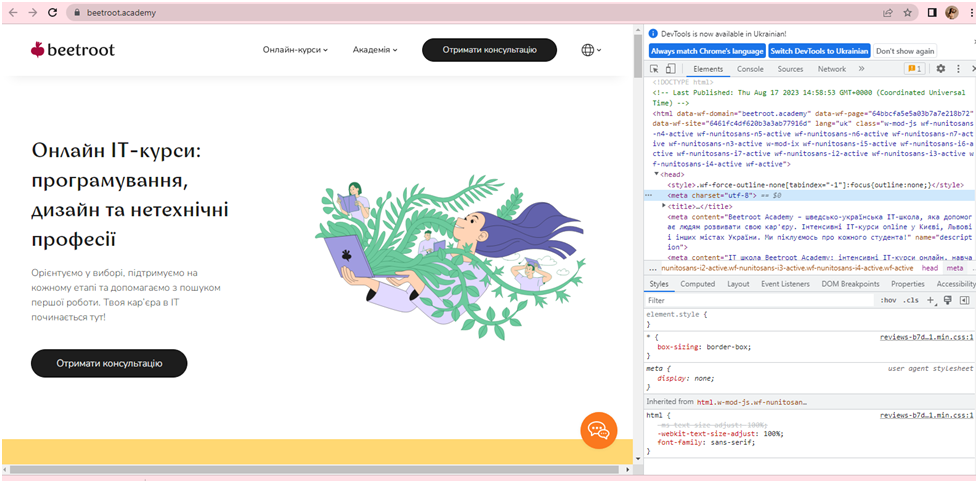 beetroot.academy
beetroot
Онлайн-курси
Академія
Отримати консультацію
Онлайн IT-курси:
програмування,
дизайн та нетехнічні
професії
Орієнтуємо у виборі, підтримуємо на
кожному етапі та допомагаємо з пошуком
першої роботи. Твоя кар'єра в IT
починається тут!
Отримати консультацію
DevTools is now available in Ukrainian!
Always match Chrome's language
Switch DevTools to Ukrainian
Don't show again
Elements
Console
Sources
Network
»
1
<!DOCTYPE html>
<!-- Last Published: Thu Aug 17 2023 14:58:53 GMT+0000 (Coordinated Universal
Time) -->
<html data-wf-domain="beetroot.academy" data-wf-page="64bbcfa5e5a03b7a7e218b72"
data-wf-site="6461fc4df620b3a3ab77916d" lang="uk" class="w-mod-js wf-nunitosans
-n4-active wf-nunitosans-n5-active wf-nunitosans-n6-active wf-nunitosans-n7-act
ive wf-nunitosans-n3-active w-mod-ix wf-nunitosans-i5-active wf-nunitosans-i6-a
ctive wf-nunitosans-i7-active wf-nunitosans-i2-active wf-nunitosans-i3-active w
f-nunitosans-i4-active wf-active">
<head>
<style>.wf-force-outline-none[tabindex="-1"]:focus{outline:none;}</style>
<meta charset="utf-8"> == $0
<title>…</title>
<meta content="Beetroot Academy – шведсько-українська IT-школа, яка допомог
ає людям розвивати свою кар'єру. Інтенсивні IT-курси online у Києві, Львові
і інших містах України. Ми піклуємось про кожного студента!" name="descript
ion">
<meta content="IT школа Beetroot Academy: інтенсивні IT-курси онлайн, навча
... nunitosans-i2-active.wf-nunitosans-i3-active.wf-nunitosans-i4-active.wf-active
head
meta
Styles
Computed
Layout
Event Listeners
DOM Breakpoints
Properties
Accessibility
Filter
:hov
.cls
element.style {
}
* {
reviews-b7d…1.min.css:1
box-sizing: border-box;
}
meta {
user agent stylesheet
display: none;
}
Inherited from html.w-mod-js.wf-nunitosan…
html {
reviews-b7d…1.min.css:1
-ms-text-size-adjust: 100%;
-webkit-text-size-adjust: 100%;
font-family: sans-serif;
}